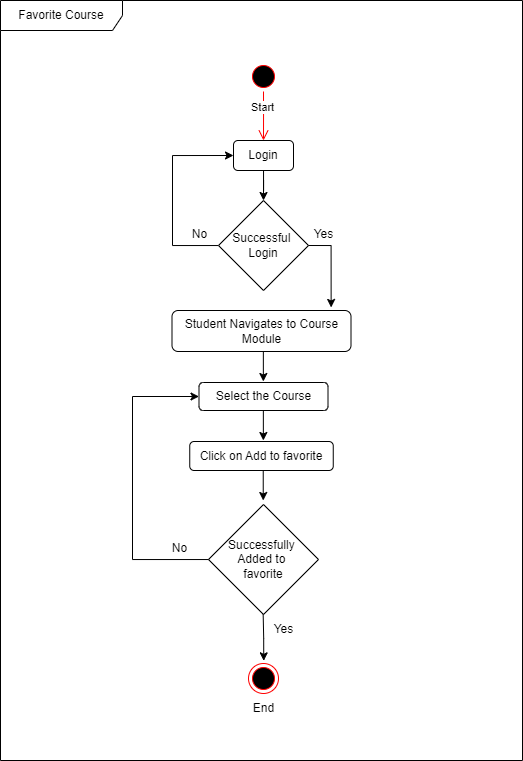 Favorite Course
Start
Login
No
Yes
Successful
Login
Student Navigates to Course
Module
Select the Course
Click on Add to favorite
No
Successfully
Added to
favorite
Yes
End